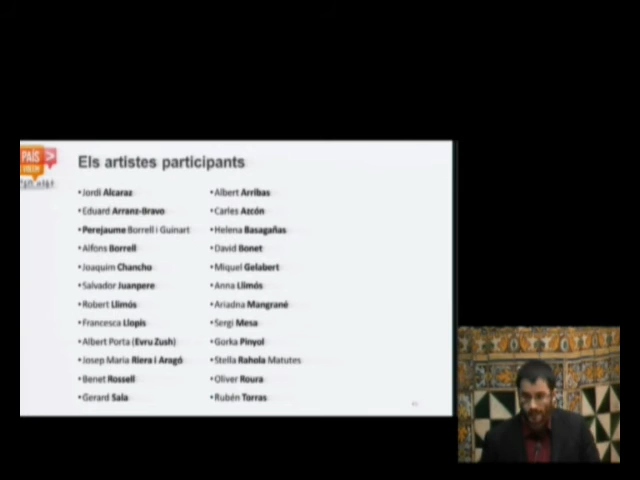 PAÍS
Els artistes participants
• Jordi Alcaraz
• Eduard Arranz-Bravo
• Perejaume Borrell i Guinart
• Alfons Borrell
• Joaquim Chancho
• Salvador Juanpere
• Robert Llimós
• Francesca Llopis
• Albert Porta (Evru Zush)
• Josep Maria Riera i Aragó
• Benet Rossell
• Gerard Sala
• Albert Arribas
• Carles Azcón
• Helena Basagañas
• David Bonet
• Miquel Gelabert
• Anna Llimós
• Ariadna Mangrané
• Sergi Mesa
• Gorka Pinyol
• Stella Rahola Matutes
• Oliver Roura
• Rubén Torras